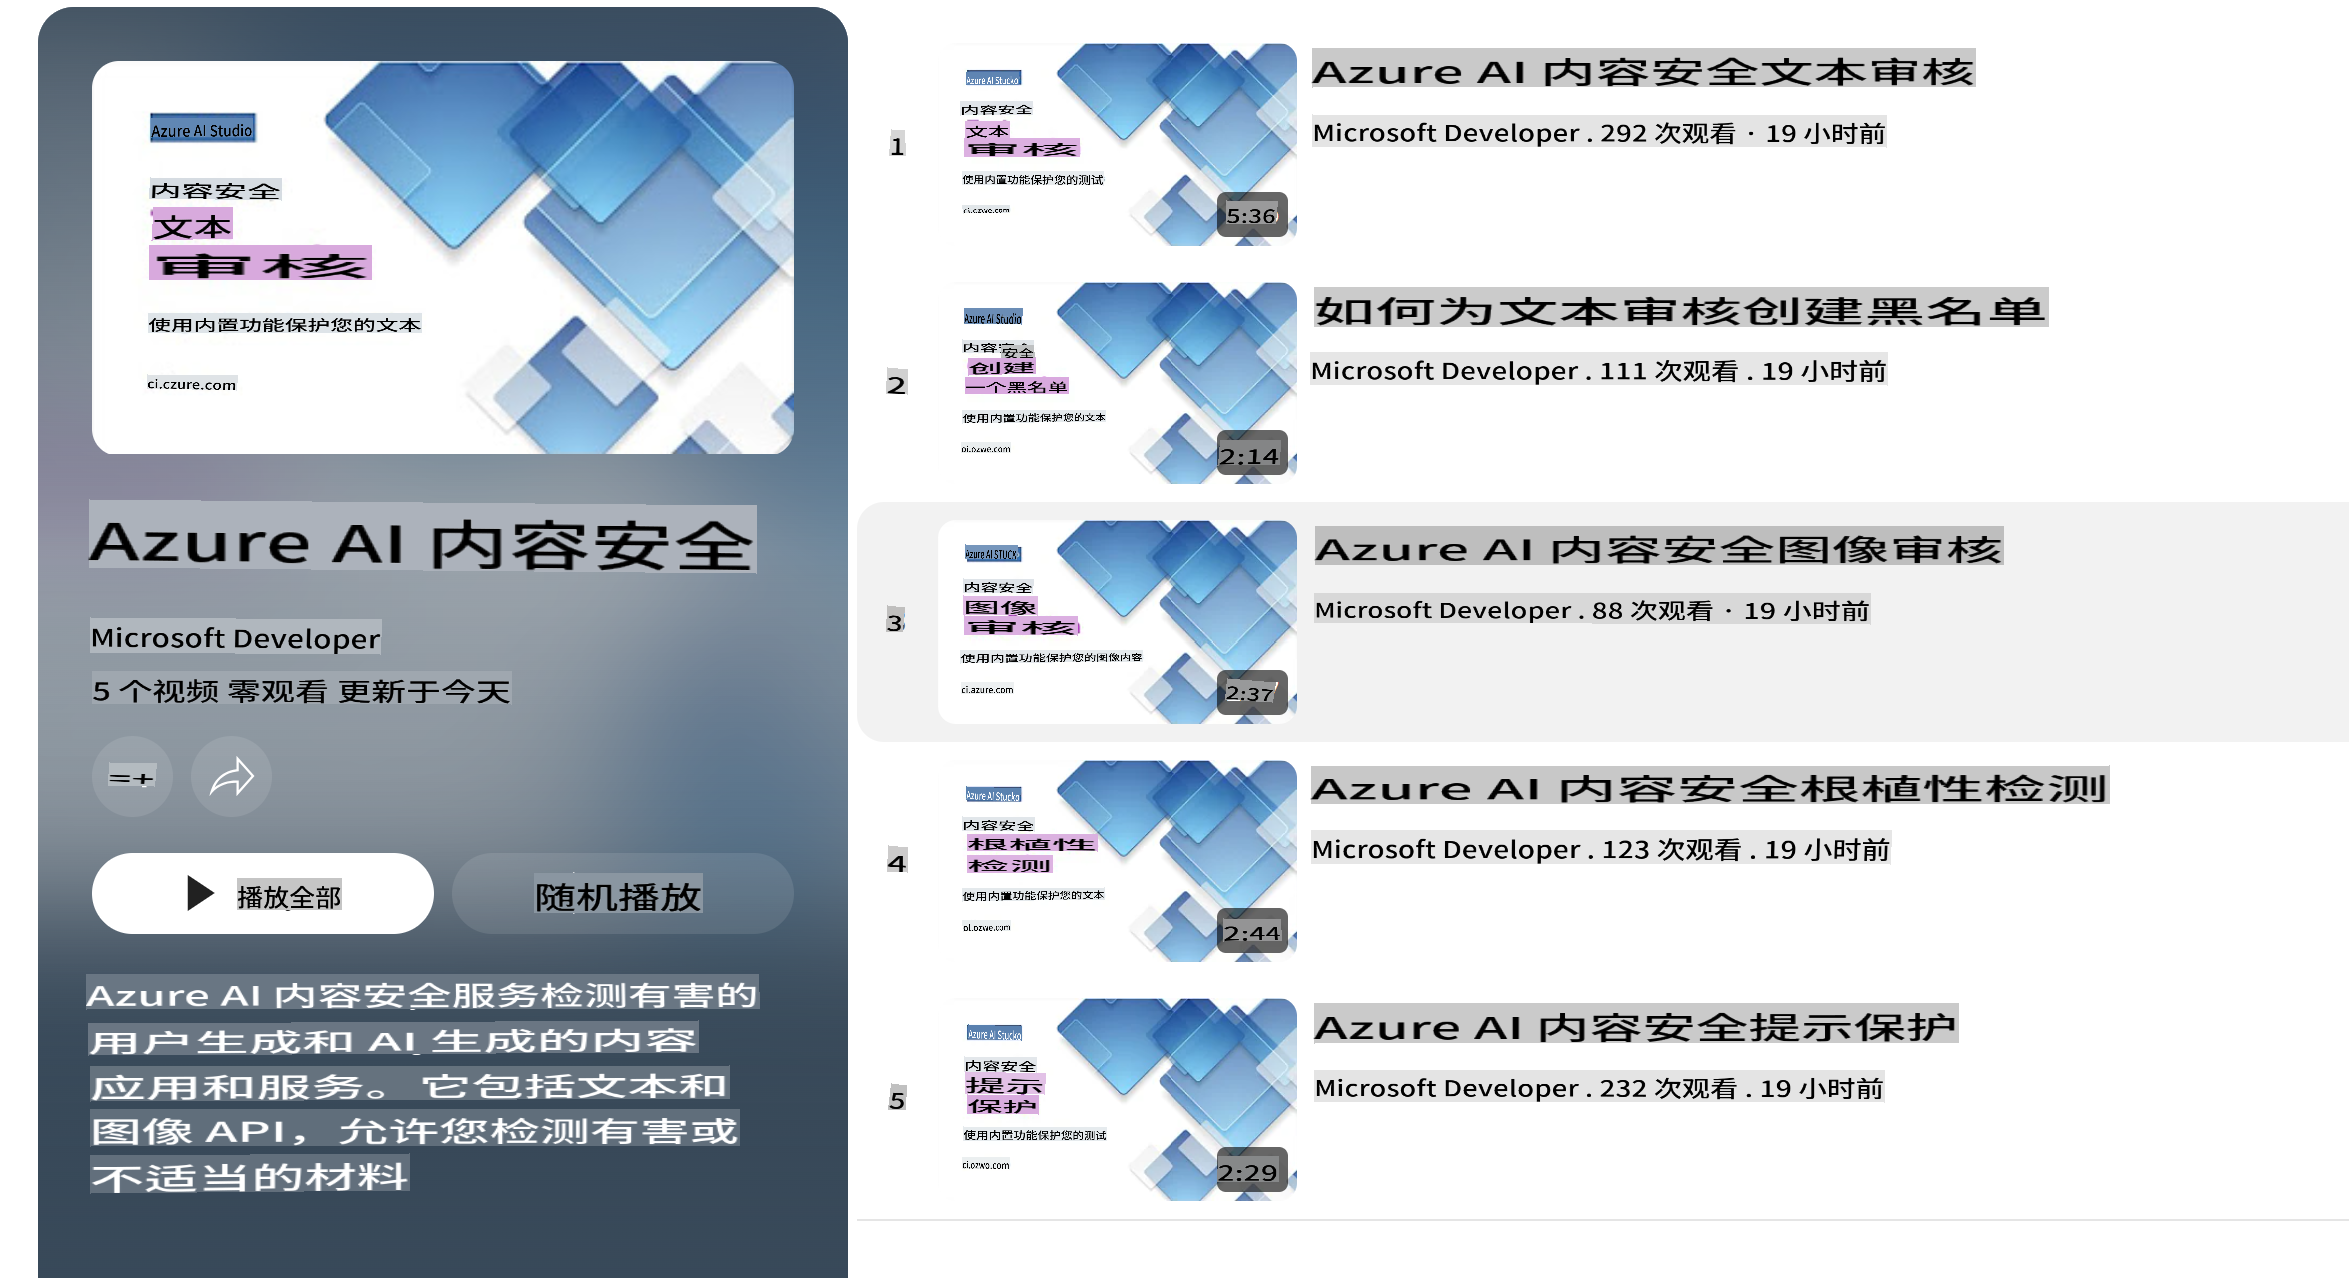 Azure AI Studio
内容安全
文本
审核
使用内置功能保护您的文本
ci.czure.com
Azure AI 内容安全
Microsoft Developer
5 个视频 零观看 更新于今天
=+
播放全部
随机播放
Azure AI 内容安全服务检测有害的
用户生成和 AI 生成的内容
应用和服务。它包括文本和
图像 API，允许您检测有害或
不适当的材料
1
Azure AI Stucko
内容安全
文本
审核
使用内置功能保护您的测试
ci.czwe.com
5:36
Azure AI 内容安全文本审核
Microsoft Developer . 292 次观看 · 19 小时前
2
Azure AI Studio
内容安全
安全
创建
一个黑名单
使用内置功能保护您的文本
oi.ozwe.com
2:14
如何为文本审核创建黑名单
Microsoft Developer . 111 次观看 . 19 小时前
3
Azure AI STUCK
内容安全
图像
审核
使用内置功能保护您的图像内容
ci.azure.com
2:37
Azure AI 内容安全图像审核
Microsoft Developer . 88 次观看 · 19 小时前
4
Azure AI Stucko
内容安全
根植性
检测
使用内置功能保护您的文本
ol.ozwe.com
2:44
Azure AI 内容安全根植性检测
Microsoft Developer . 123 次观看 . 19 小时前
5
Azure AI Stucko
内容安全
提示
保护
使用内置功能保护您的测试
ci.ozwo.com
2:29
Azure AI 内容安全提示保护
Microsoft Developer . 232 次观看 . 19 小时前